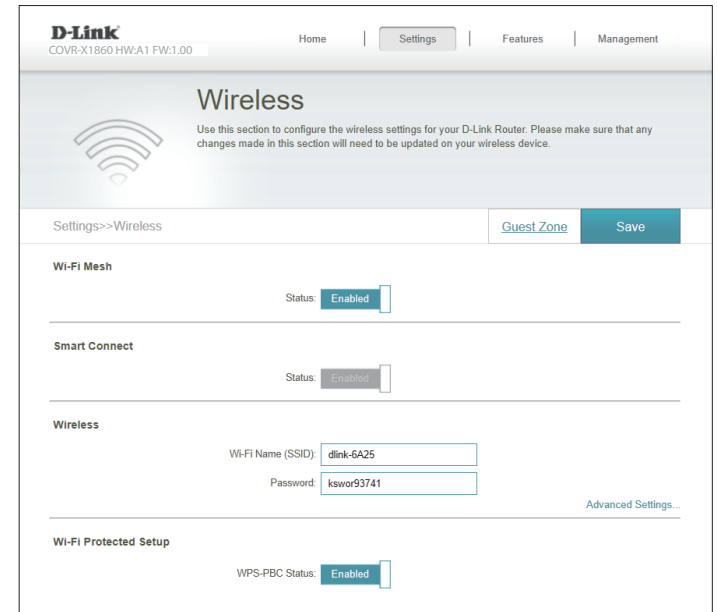 D-Link
COVR-X1860 HW:A1 FW:1.00
Home | Settings | Features | Management
Wireless
Use this section to configure the wireless settings for your D-Link Router. Please make sure that any
changes made in this section will need to be updated on your wireless device.
Settings>>Wireless
Guest Zone
Save
Wi-Fi Mesh
Status: Enabled
Smart Connect
Status: Enabled
Wireless
Wi-Fi Name (SSID): dlink-6A25
Password: kswor93741
Advanced Settings...
Wi-Fi Protected Setup
WPS-PBC Status: Enabled